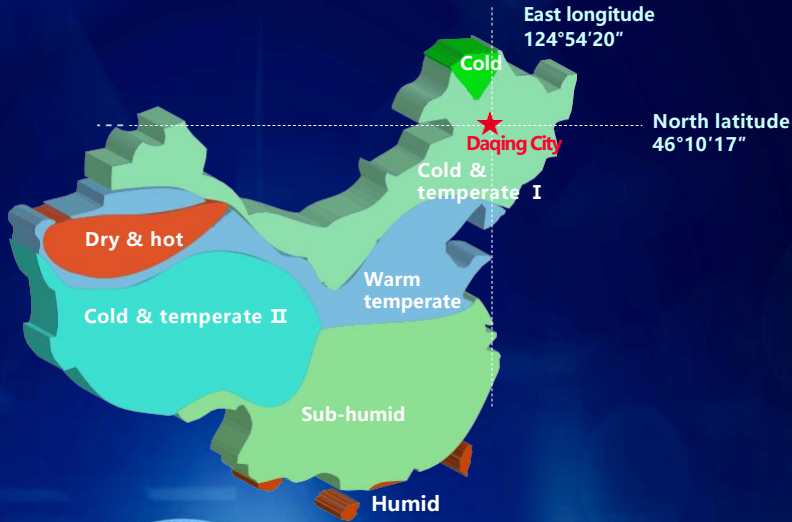 East longitude
124°54′20″
Cold
North latitude
46°10′17″
Daqing City
Cold &
temperate Ⅰ
Dry & hot
Warm
temperate
Cold & temperate Ⅱ
Sub-humid
Humid